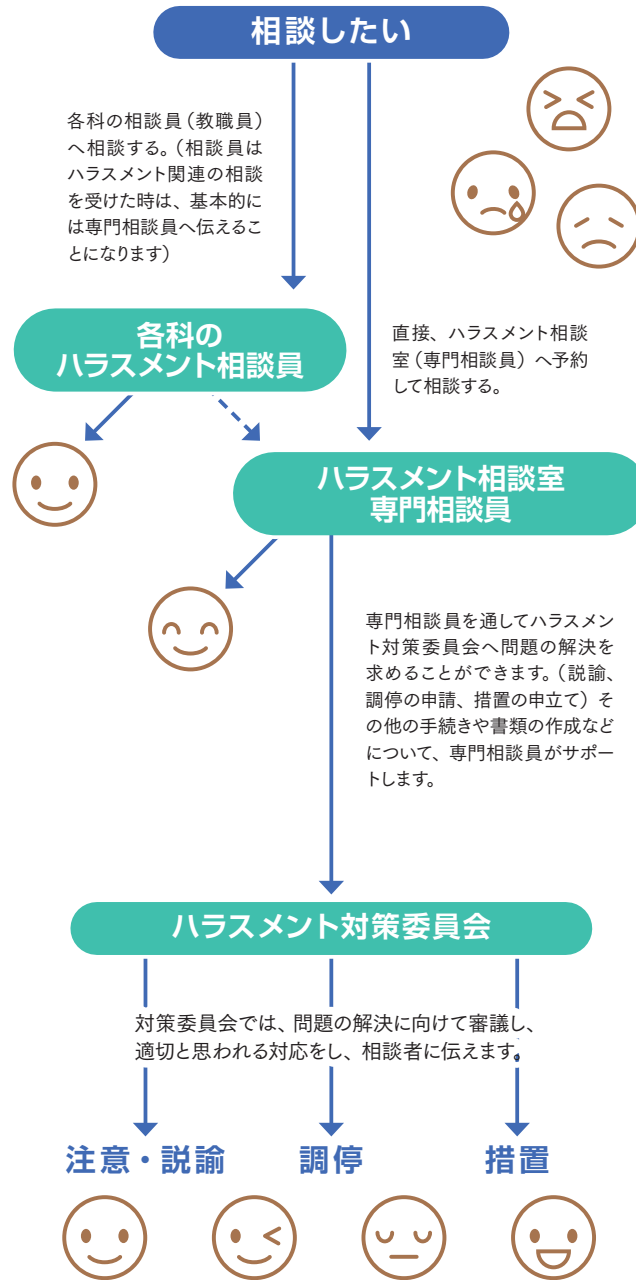 相談したい
各科の相談員（教職員）
へ相談する。（相談員は
ハラスメント関連の相談
を受けた時は、基本的に
は専門相談員へ伝えるこ
とになります）
各科の
ハラスメント相談員
直接、ハラスメント相談
室（専門相談員）へ予約
して相談する。
ハラスメント相談室
専門相談員
専門相談員を通してハラスメン
ト対策委員会へ問題の解決を
求めることができます。（説諭、
調停の申請、措置の申立て）そ
の他の手続きや書類の作成など
について、専門相談員がサポー
トします。
ハラスメント対策委員会
対策委員会では、問題の解決に向けて審議し、
適切と思われる対応をし、相談者に伝えます。
注意・説諭
調停
措置